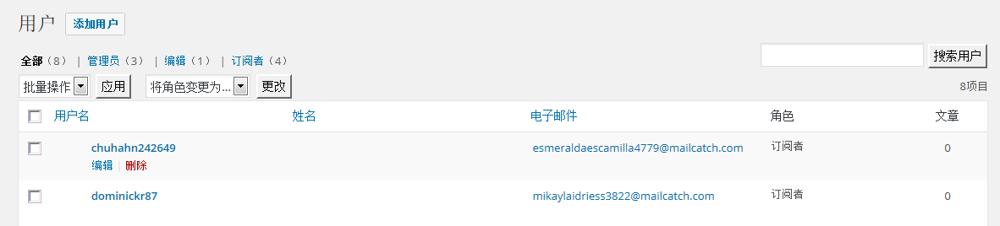 用户 添加用户
全部（8） | 管理员（3） | 编辑（1） | 订阅者（4） 搜索用户
批量操作 应用 将角色变更为... 更改 8项目
用户名 姓名 电子邮件 角色 文章
chuhahn242649 esmeraldaescamilla4779@mailcatch.com 订阅者 0
编辑 | 删除
dominickr87 mikaylaidriess3822@mailcatch.com 订阅者 0